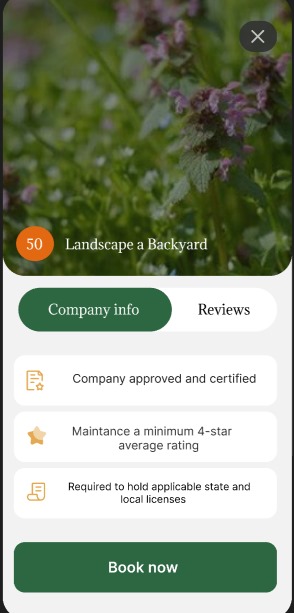 50 Landscape a Backyard
Company info Reviews
Company approved and certified
Maintance a minimum 4-star
average rating
Required to hold applicable state and
local licenses
Book now